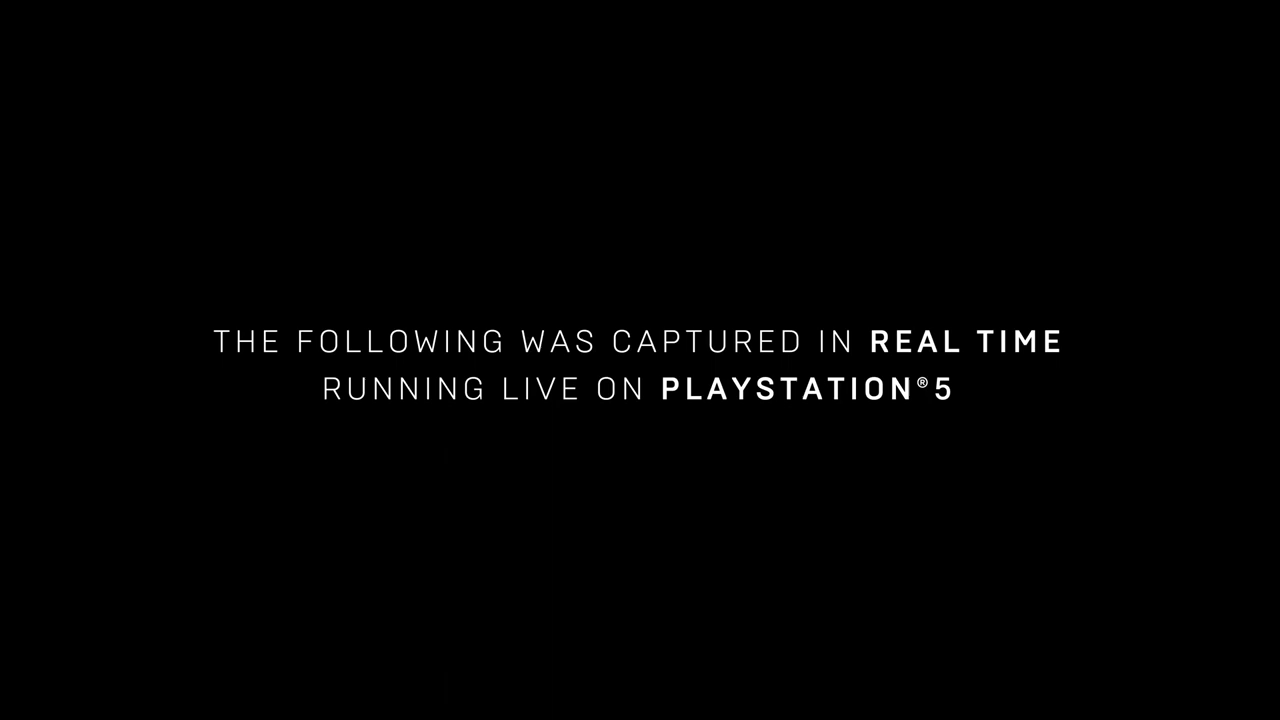 THE FOLLOWING WAS CAPTURED IN REAL TIME
RUNNING LIVE ON PLAYSTATION®5